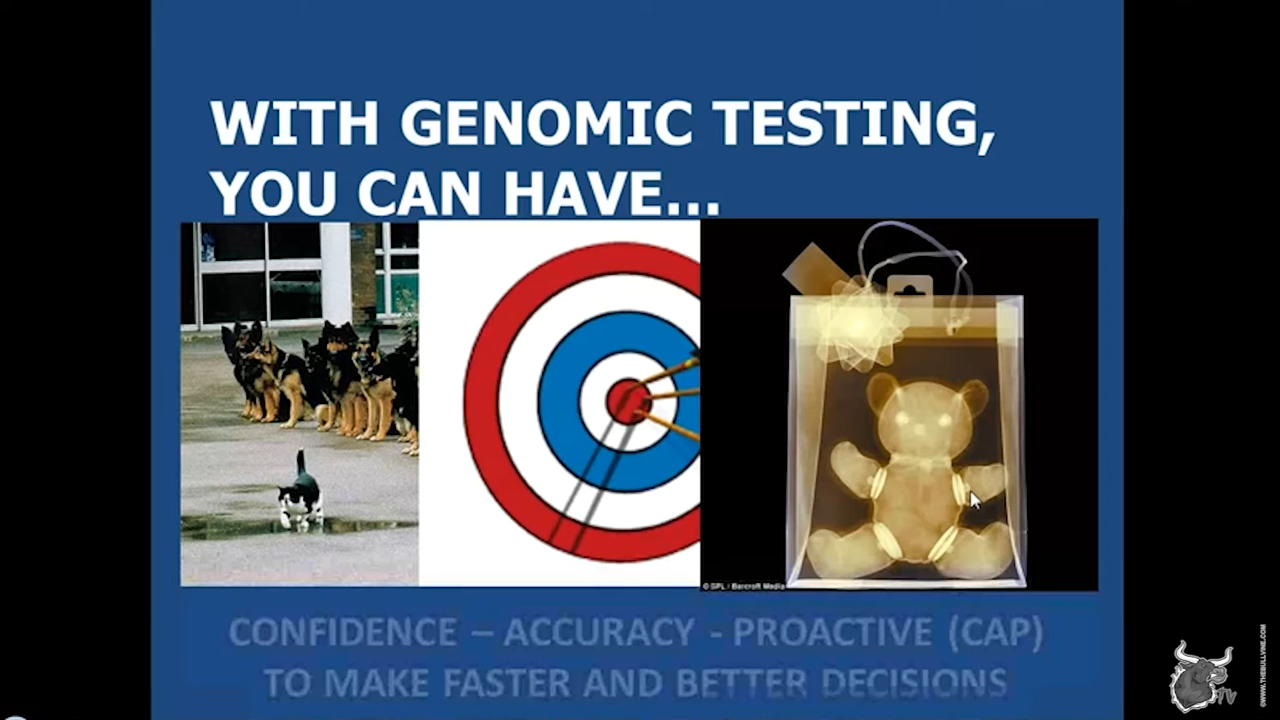 WITH GENOMIC TESTING,
YOU CAN HAVE...
© SPL / Barcroft Media
CONFIDENCE – ACCURACY - PROACTIVE (CAP)
TO MAKE FASTER AND BETTER DECISIONS
TV
©WWW.THEBULLVINE.COM